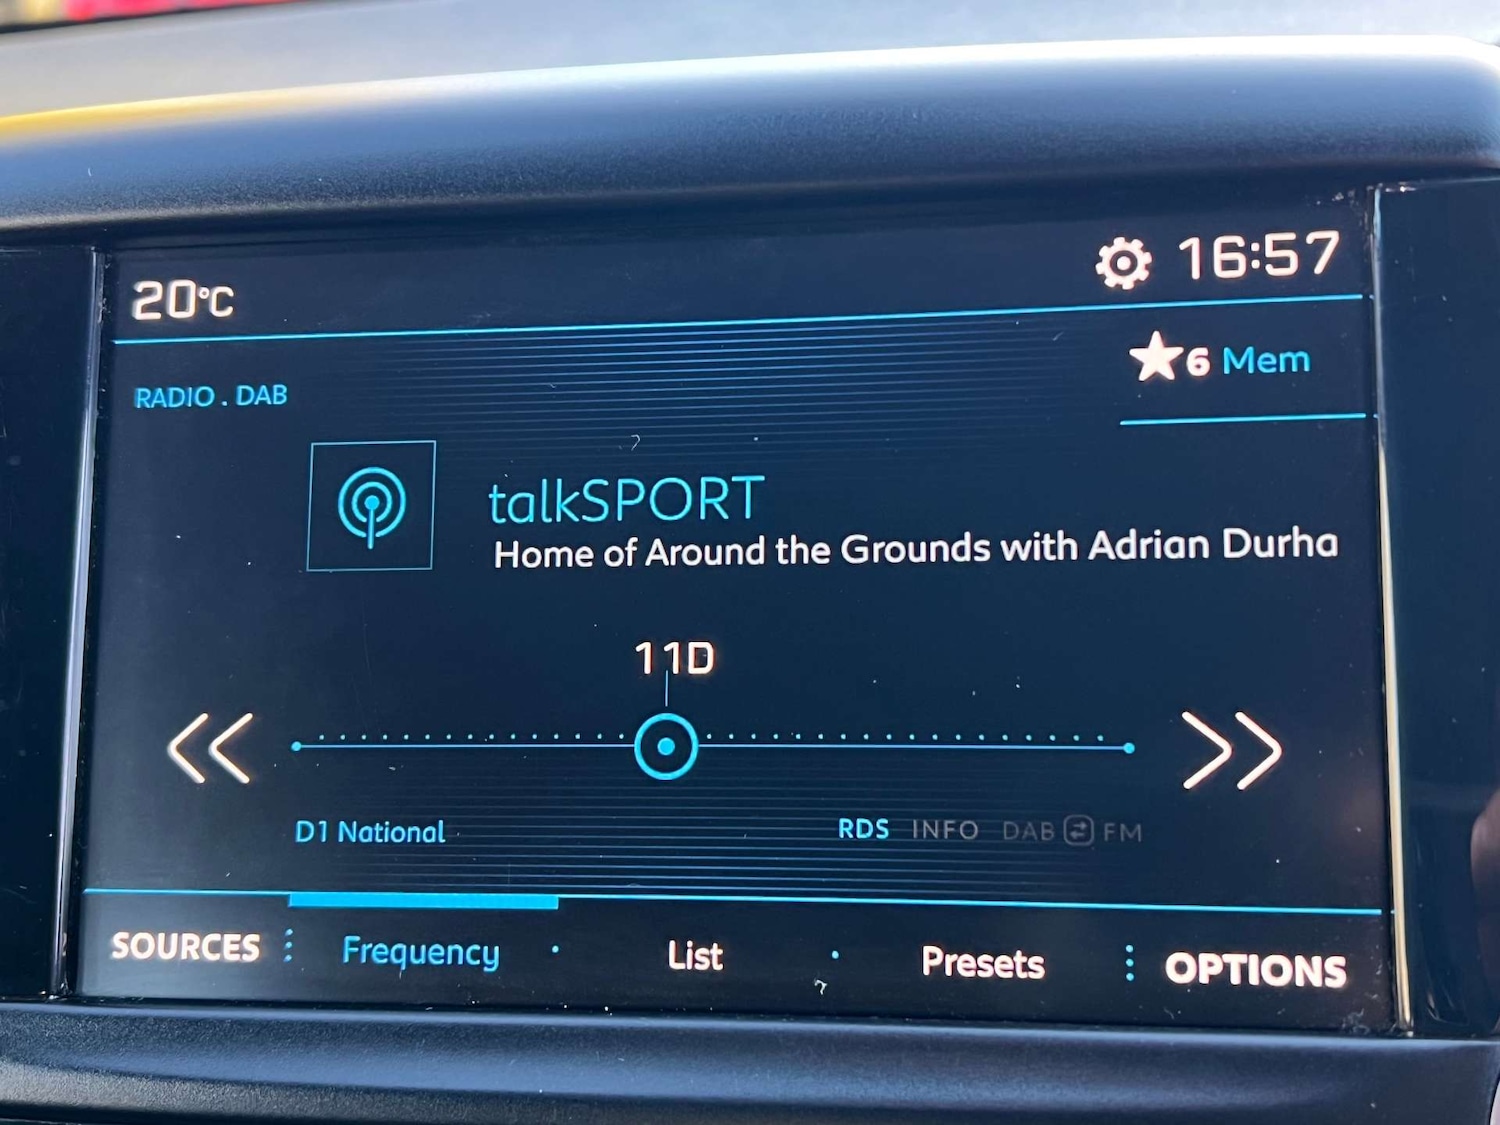 20°C
16:57
6 Mem
RADIO . DAB
talkSPORT
Home of Around the Grounds with Adrian Durha
11D
D1 National
RDS INFO DAB FM
SOURCES Frequency List Presets OPTIONS